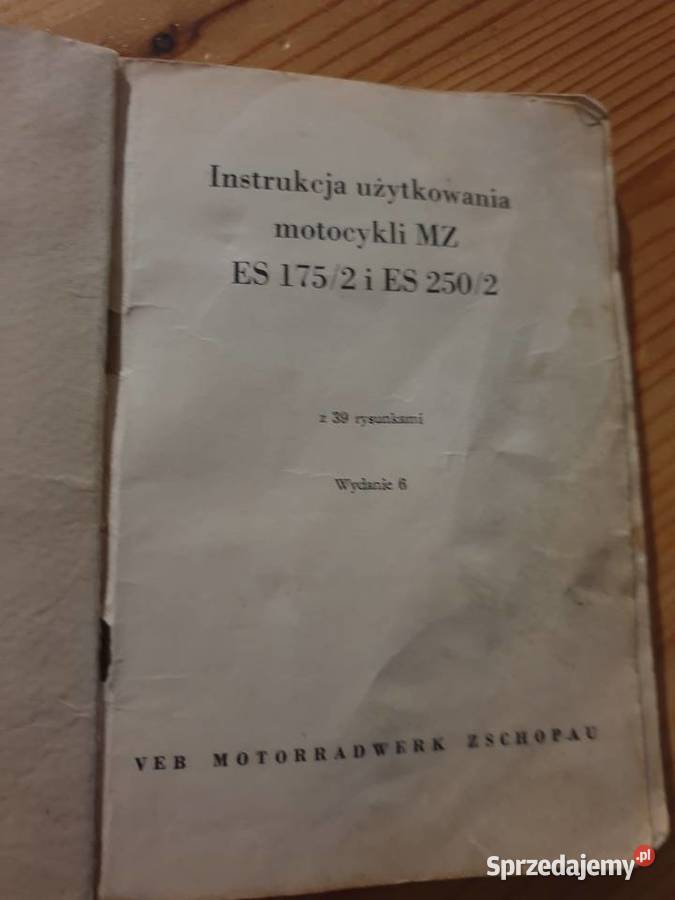 Instrukcja użytkowania
motocykli MZ
ES 175/2 i ES 250/2
z 39 rysunkami
Wydanie 6
VEB MOTORRADWERK ZSCHOPAU
Sprzedajemy.pl